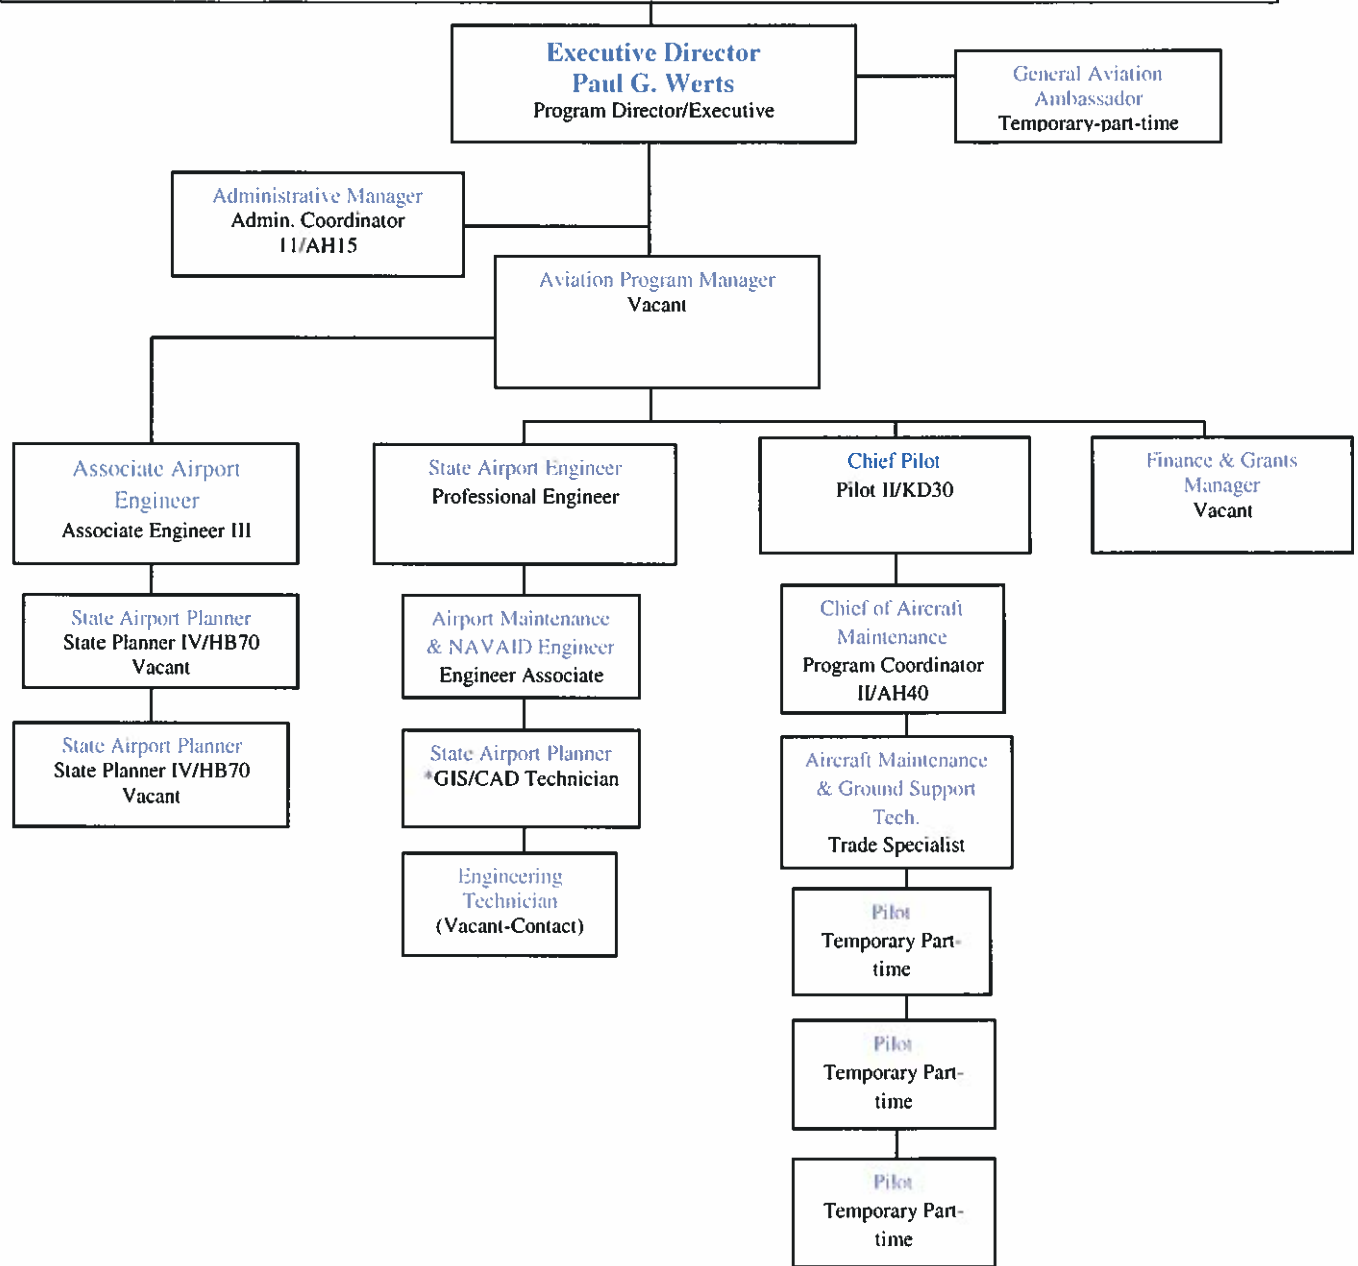 Executive Director
Paul G. Werts
Program Director/Executive
General Aviation
Ambassador
Temporary-part-time
Administrative Manager
Admin. Coordinator
11/AH15
Aviation Program Manager
Vacant
Associate Airport
Engineer
Associate Engineer III
State Airport Engineer
Professional Engineer
Chief Pilot
Pilot II/KD30
Finance & Grants
Manager
Vacant
State Airport Planner
State Planner IV/HB70
Vacant
Airport Maintenance
& NAVAID Engineer
Engineer Associate
Chief of Aircraft
Maintenance
Program Coordinator
II/AH40
State Airport Planner
State Planner IV/HB70
Vacant
State Airport Planner
*GIS/CAD Technician
Aircraft Maintenance
& Ground Support
Tech.
Trade Specialist
Engineering
Technician
(Vacant-Contact)
Pilot
Temporary Part-
time
Pilot
Temporary Part-
time
Pilot
Temporary Part-
time